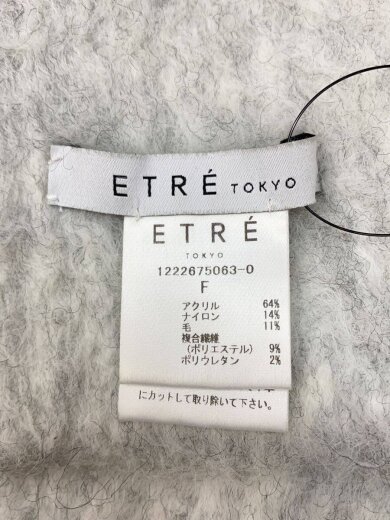 ETRÉ TOKYO
ETRÉ
TOKYO
1222675063-0
F
アクリル 64%
ナイロン 14%
毛 11%
複合繊維
(ポリエステル) 9%
ポリウレタン 2%
にカットして取り除いて下さい。